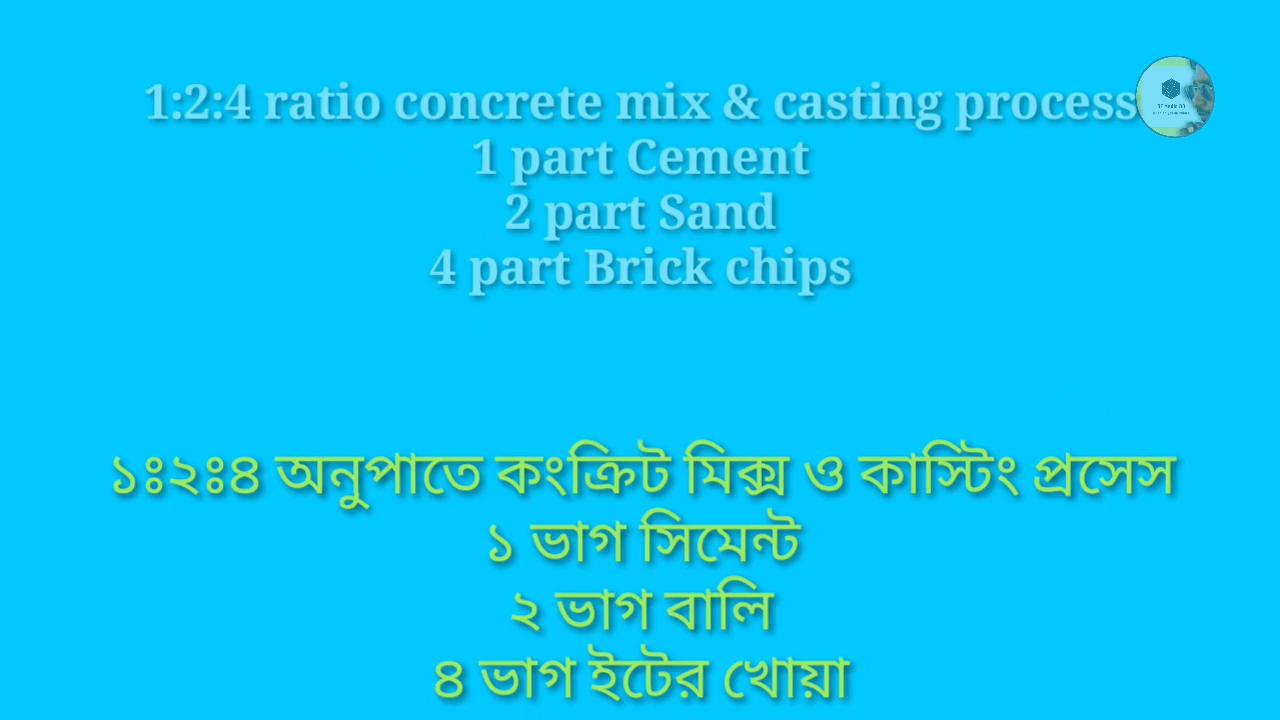 1:2:4 ratio concrete mix & casting process
1 part Cement
2 part Sand
4 part Brick chips
১ঃ২ঃ৪ অনুপাতে কংক্রিট মিক্স ও কাস্টিং প্রসেস
১ ভাগ সিমেন্ট
২ ভাগ বালি
৪ ভাগ ইটের খোয়া